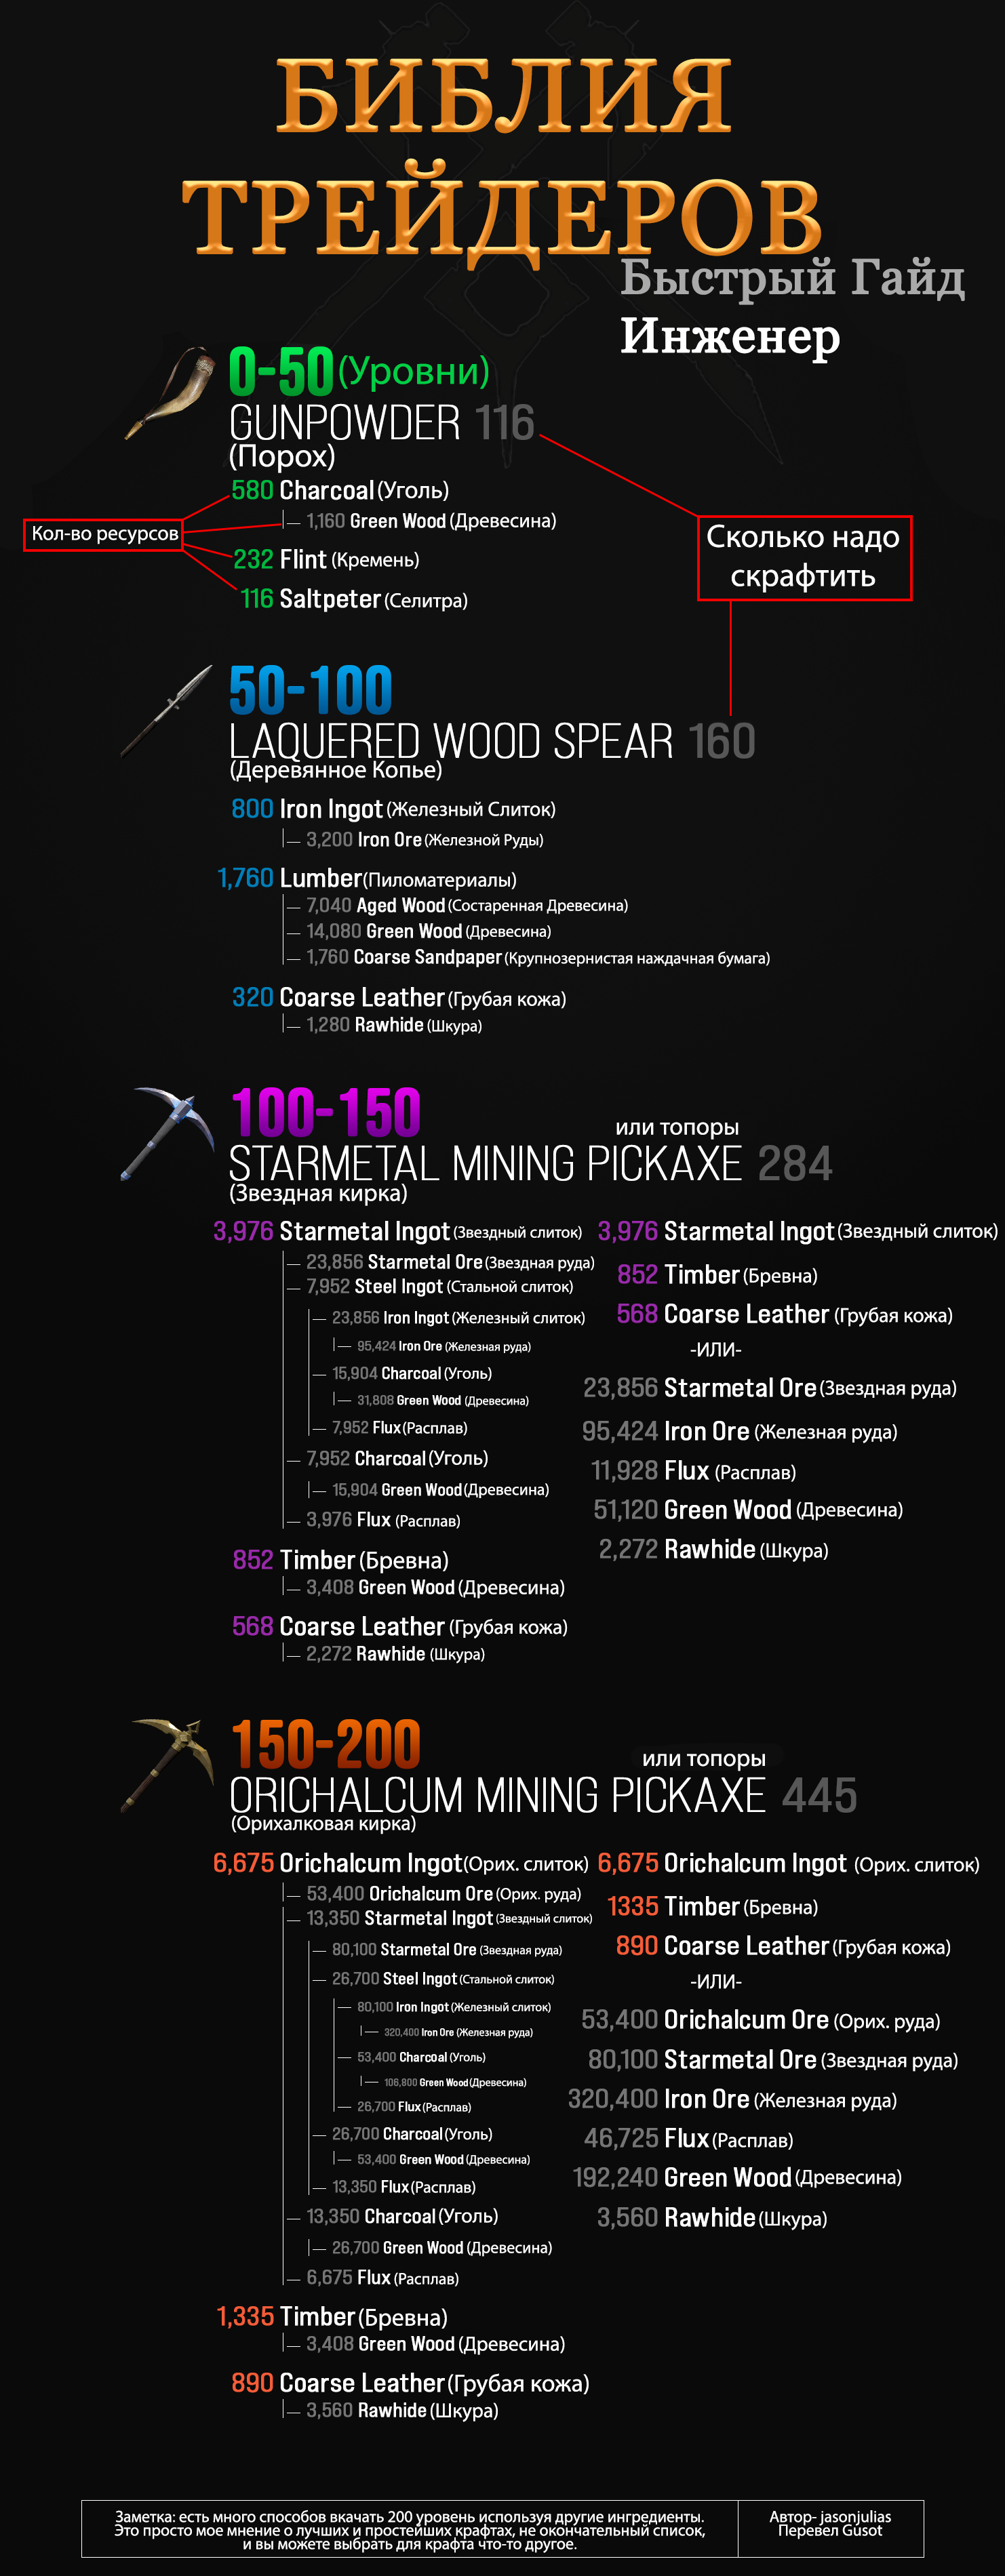 БИБЛИЯ
ТРЕЙДЕРОВ
Быстрый Гайд
Инженер
0-50 (Уровни)
GUNPOWDER 116
(Порох)
580 Charcoal (Уголь)
1,160 Green Wood (Древесина)
232 Flint (Кремень)
116 Saltpeter (Селитра)
Кол-во ресурсов
Сколько надо
скрафтить
50-100
LAQUERED WOOD SPEAR 160
(Деревянное Копье)
800 Iron Ingot (Железный Слиток)
3,200 Iron Ore (Железной Руды)
1,760 Lumber (Пиломатериалы)
7,040 Aged Wood (Состаренная Древесина)
14,080 Green Wood (Древесина)
1,760 Coarse Sandpaper (Крупнозернистая наждачная бумага)
320 Coarse Leather (Грубая кожа)
1,280 Rawhide (Шкура)
100-150
или топоры
STARMETAL MINING PICKAXE 284
(Звездная кирка)
3,976 Starmetal Ingot (Звездный слиток)
23,856 Starmetal Ore (Звездная руда)
7,952 Steel Ingot (Стальной слиток)
23,856 Iron Ingot (Железный слиток)
95,424 Iron Ore (Железная руда)
15,904 Charcoal (Уголь)
31,808 Green Wood (Древесина)
7,952 Flux (Расплав)
7,952 Charcoal (Уголь)
15,904 Green Wood (Древесина)
3,976 Flux (Расплав)
852 Timber (Бревна)
3,408 Green Wood (Древесина)
568 Coarse Leather (Грубая кожа)
2,272 Rawhide (Шкура)
3,976 Starmetal Ingot (Звездный слиток)
852 Timber (Бревна)
568 Coarse Leather (Грубая кожа)
-ИЛИ-
23,856 Starmetal Ore (Звездная руда)
95,424 Iron Ore (Железная руда)
11,928 Flux (Расплав)
51,120 Green Wood (Древесина)
2,272 Rawhide (Шкура)
150-200
или топоры
ORICHALCUM MINING PICKAXE 445
(Орихалковая кирка)
6,675 Orichalcum Ingot (Орих. слиток)
53,400 Orichalcum Ore (Орих. руда)
13,350 Starmetal Ingot (Звездный слиток)
80,100 Starmetal Ore (Звездная руда)
26,700 Steel Ingot (Стальной слиток)
80,100 Iron Ingot (Железный слиток)
320,400 Iron Ore (Железная руда)
53,400 Charcoal (Уголь)
106,800 Green Wood (Древесина)
26,700 Flux (Расплав)
26,700 Charcoal (Уголь)
53,400 Green Wood (Древесина)
13,350 Flux (Расплав)
13,350 Charcoal (Уголь)
26,700 Green Wood (Древесина)
6,675 Flux (Расплав)
1,335 Timber (Бревна)
3,408 Green Wood (Древесина)
890 Coarse Leather (Грубая кожа)
3,560 Rawhide (Шкура)
6,675 Orichalcum Ingot (Орих. слиток)
1335 Timber (Бревна)
890 Coarse Leather (Грубая кожа)
-ИЛИ-
53,400 Orichalcum Ore (Орих. руда)
80,100 Starmetal Ore (Звездная руда)
320,400 Iron Ore (Железная руда)
46,725 Flux (Расплав)
192,240 Green Wood (Древесина)
3,560 Rawhide (Шкура)
Заметка: есть много способов вкачать 200 уровень используя другие ингредиенты.
Это просто мое мнение о лучших и простейших крафтах, не окончательный список,
и вы можете выбрать для крафта что-то другое.
Автор- jasonjulias
Перевел Gusot